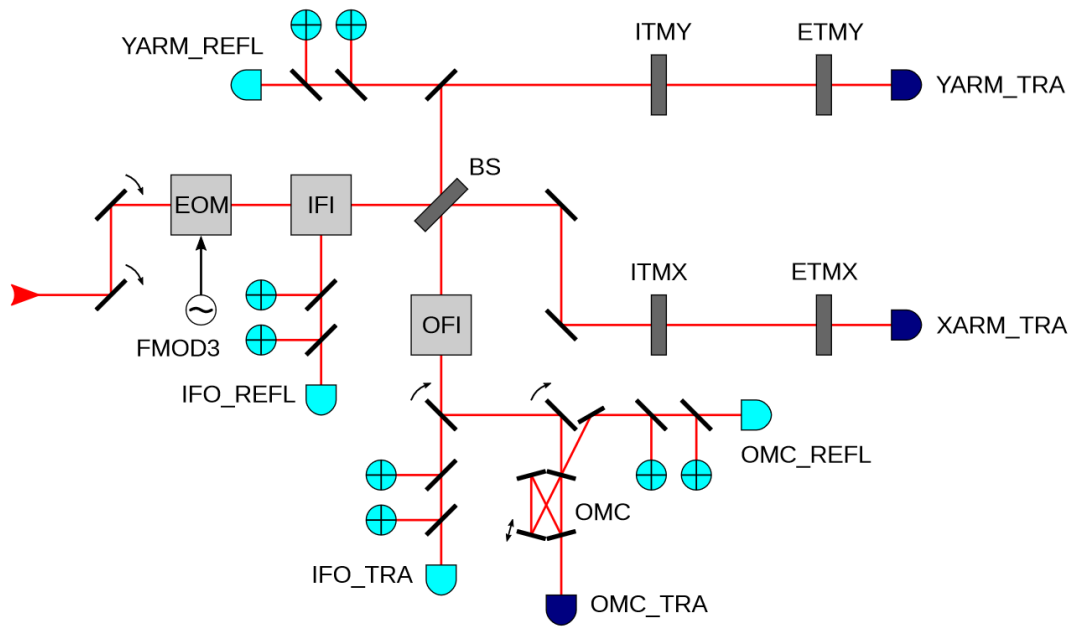 ITMY
ETMY
YARM_REFL
YARM_TRA
BS
EOM
IFI
ITMX
ETMX
OFI
XARM_TRA
FMOD3
IFO_REFL
OMC_REFL
OMC
IFO_TRA
OMC_TRA